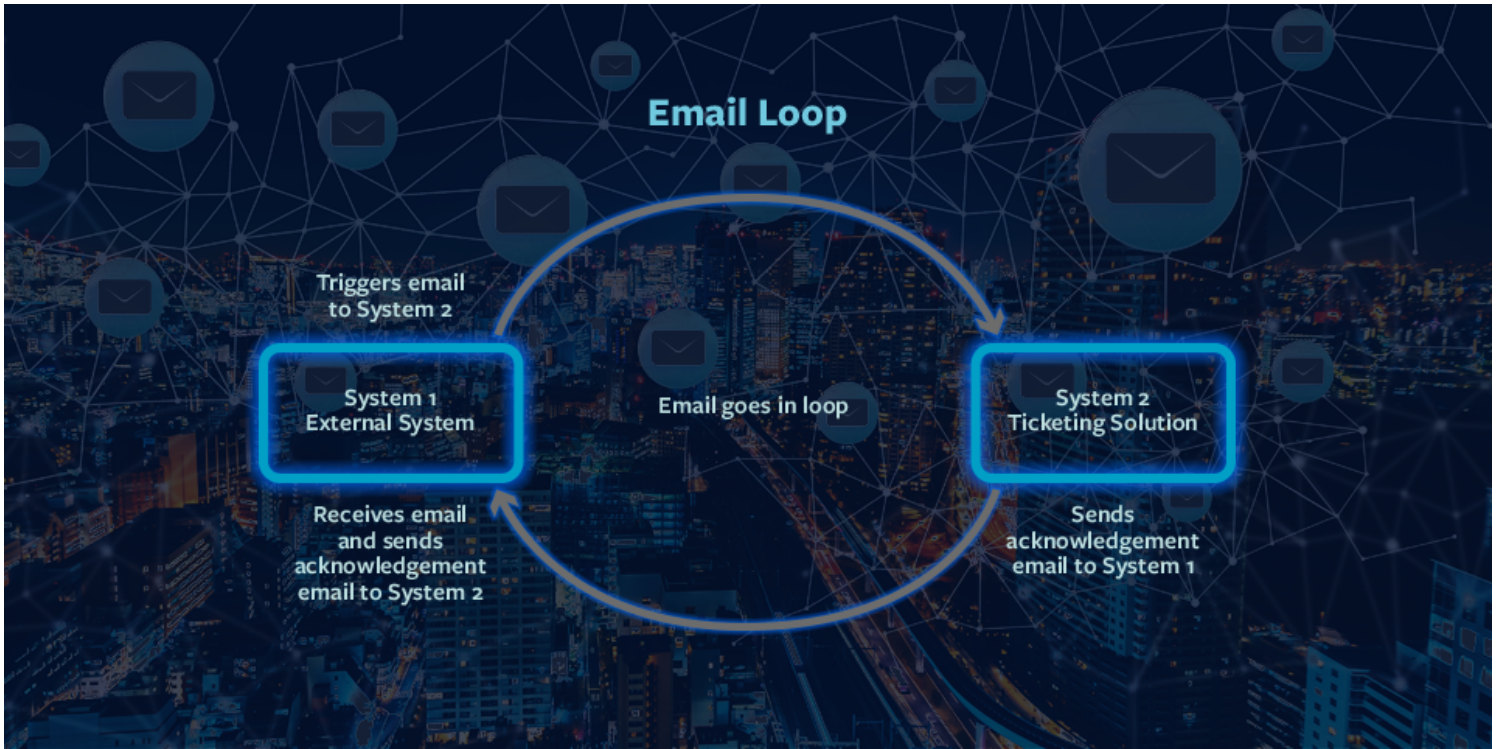 Email Loop
Triggers email
to System 2
System 1
External System
Email goes in loop
System 2
Ticketing Solution
Receives email
and sends
acknowledgement
email to System 2
Sends
acknowledgement
email to System 1